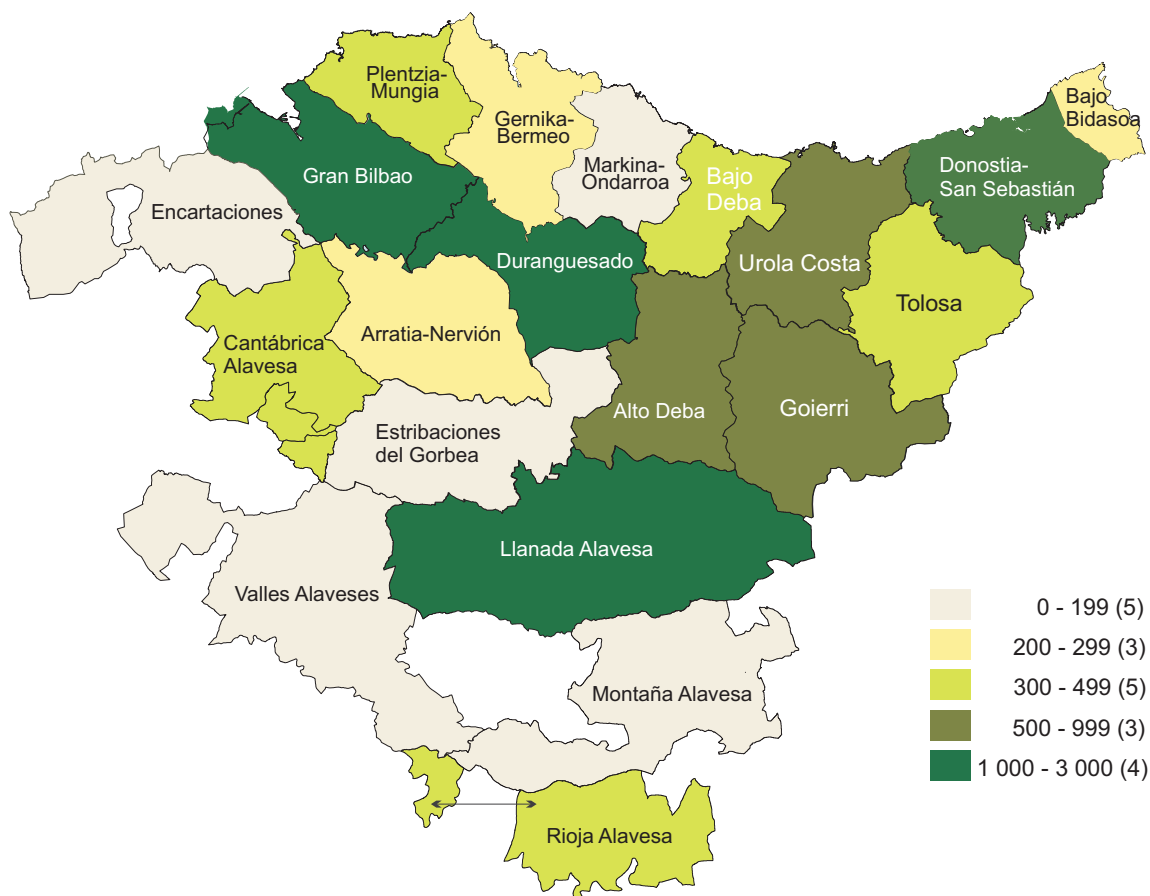 Plentzia-
Mungia
Gernika-
Bermeo
Bajo
Bidasoa
Markina-
Ondarroa
Bajo
Deba
Donostia-
San Sebastián
Gran Bilbao
Encartaciones
Duranguesado
Urola Costa
Tolosa
Arratia-Nervión
Cantábrica
Alavesa
Alto Deba
Goierri
Estribaciones
del Gorbea
Llanada Alavesa
Valles Alaveses
Montaña Alavesa
Rioja Alavesa
0 - 199 (5)
200 - 299 (3)
300 - 499 (5)
500 - 999 (3)
1 000 - 3 000 (4)